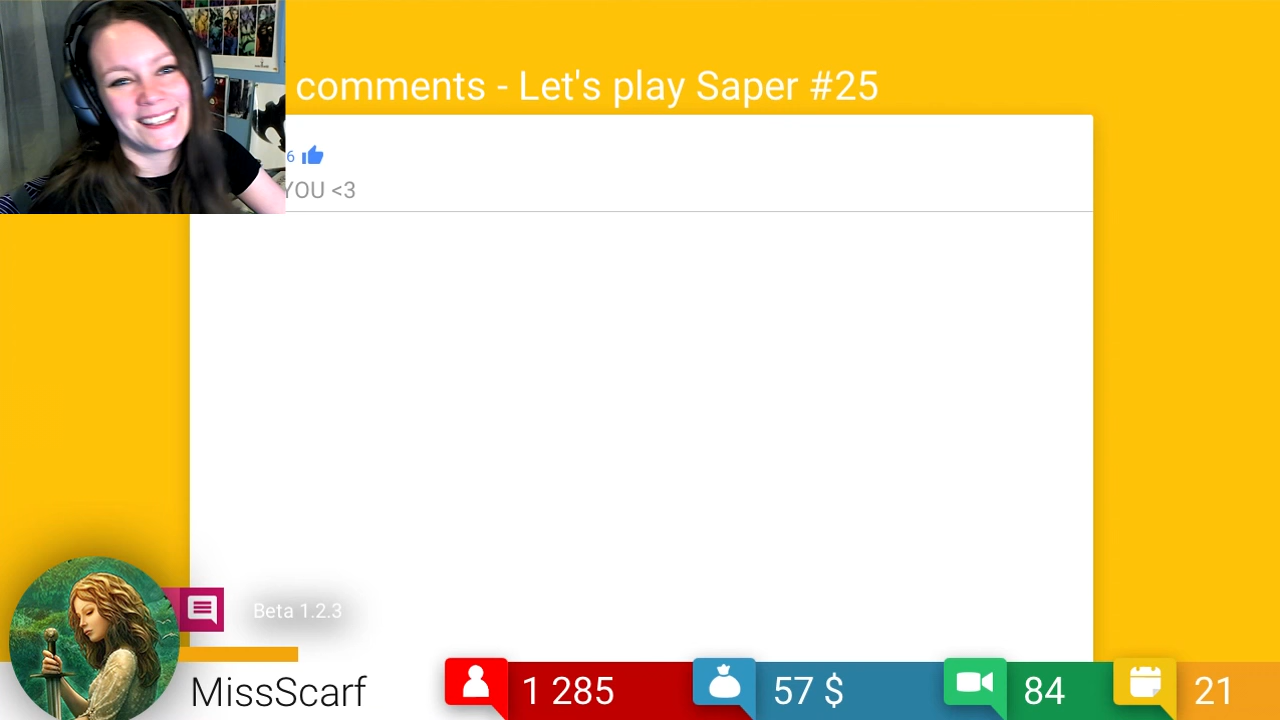 comments - Let's play Saper #25
6
YOU <3
Beta 1.2.3
MissScarf
1 285
57 $
84
21